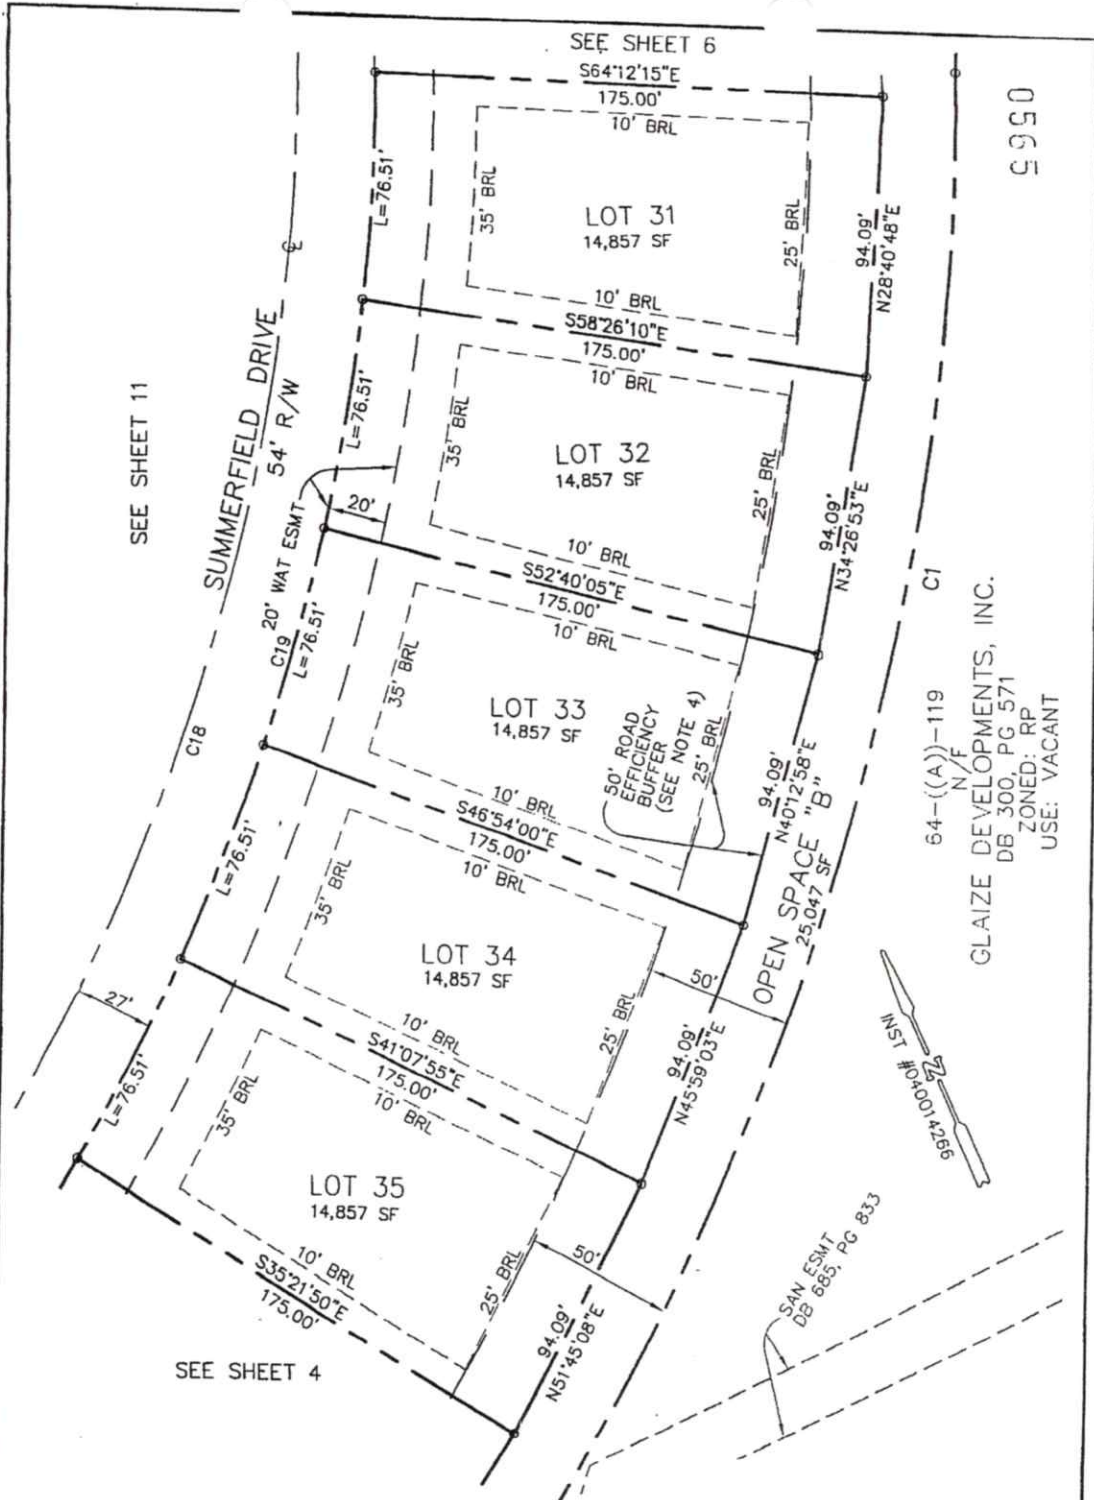 SEE SHEET 6
S64°12'15"E
175.00'
10' BRL
0565
L=76.51'
35' BRL
LOT 31
14,857 SF
25' BRL
94.09'
N28°40'48"E
℄
10' BRL
S58°26'10"E
175.00'
10' BRL
SEE SHEET 11
SUMMERFIELD DRIVE
54' R/W
L=76.51'
35' BRL
LOT 32
14,857 SF
25' BRL
94.09'
N34°26'53"E
20'
20' WAT ESMT
10' BRL
S52°40'05"E
175.00'
10' BRL
C1
C19
L=76.51'
35' BRL
LOT 33
14,857 SF
50' ROAD
EFFICIENCY
BUFFER
(SEE NOTE 4)
25' BRL
94.09'
N40°12'58"E
C18
64-((A))-119
N/F
GLAIZE DEVELOPMENTS, INC.
DB 300, PG 571
ZONED: RP
USE: VACANT
10' BRL
S46°54'00"E
175.00'
10' BRL
L=76.51'
35' BRL
LOT 34
14,857 SF
50'
OPEN SPACE "B"
25,047 SF
25' BRL
94.09'
N45°59'03"E
27'
10' BRL
S41°07'55"E
175.00'
10' BRL
N
INST #040014266
L=76.51'
35' BRL
LOT 35
14,857 SF
50'
25' BRL
94.09'
N51°45'08"E
10' BRL
S35°21'50"E
175.00'
SAN ESMT
DB 685, PG 833
SEE SHEET 4